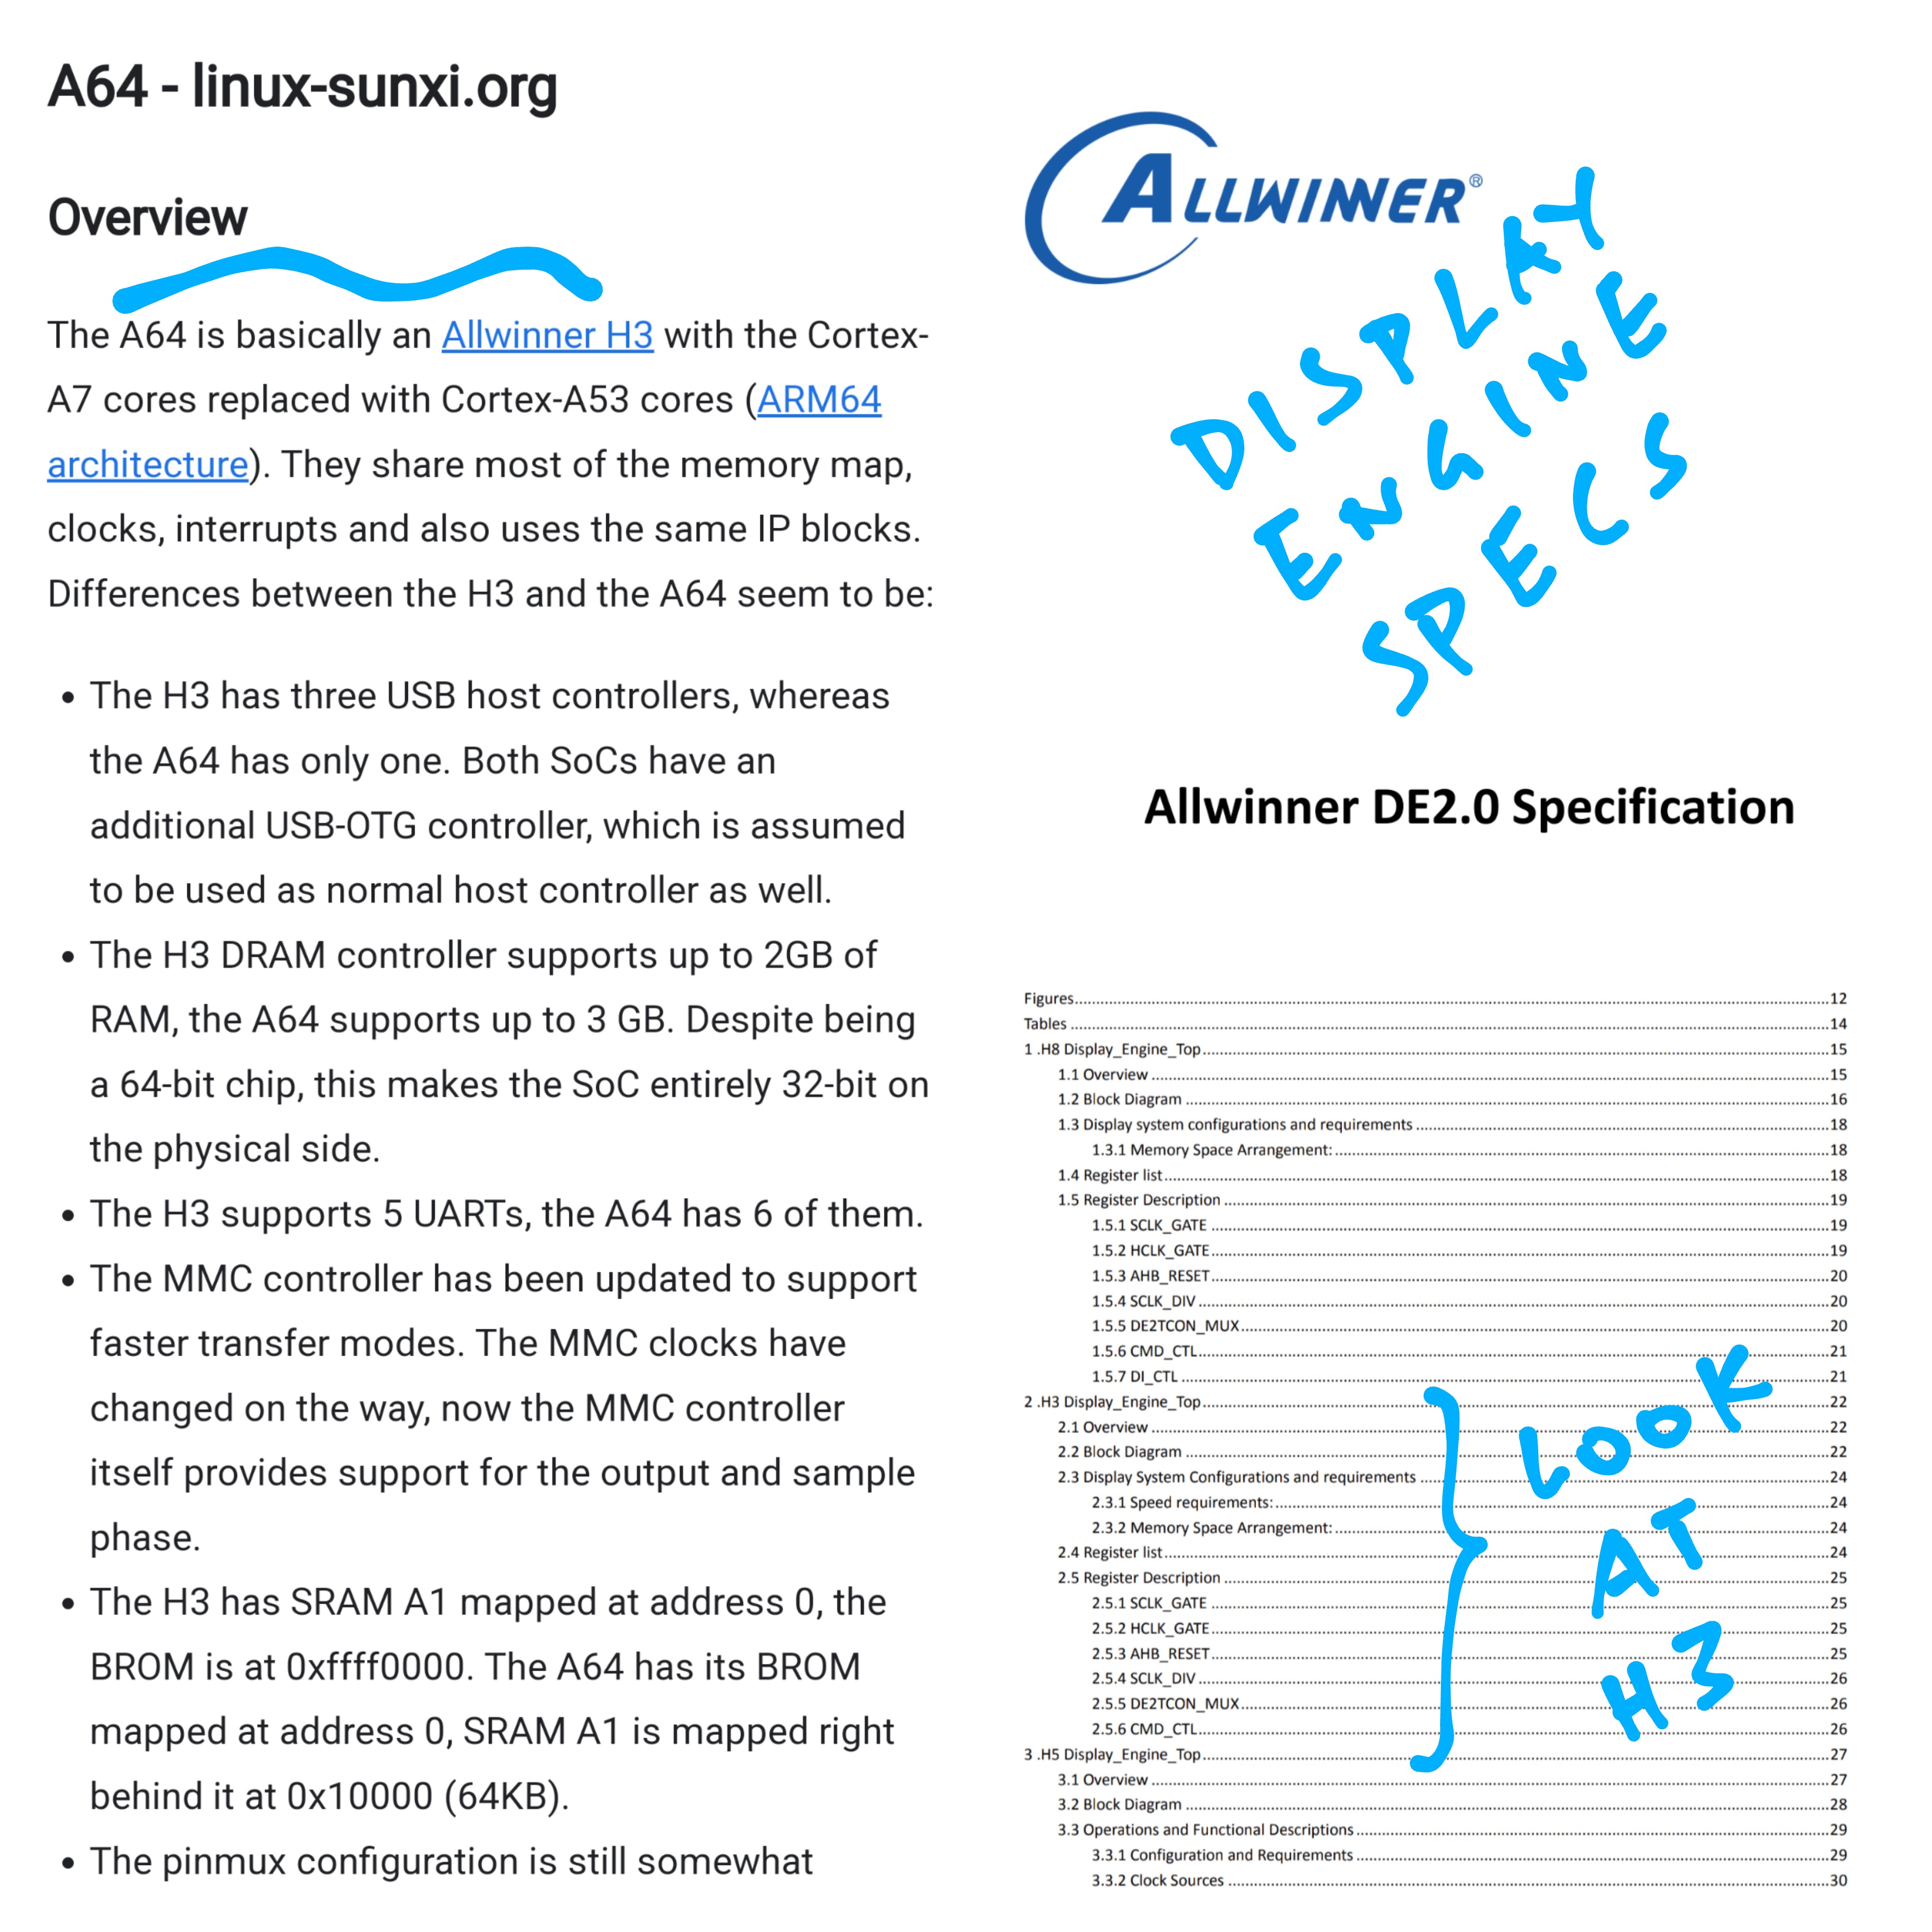 A64 - linux-sunxi.org
Overview
The A64 is basically an Allwinner H3 with the Cortex-
A7 cores replaced with Cortex-A53 cores (ARM64
architecture). They share most of the memory map,
clocks, interrupts and also uses the same IP blocks.
Differences between the H3 and the A64 seem to be:
• The H3 has three USB host controllers, whereas
the A64 has only one. Both SoCs have an
additional USB-OTG controller, which is assumed
to be used as normal host controller as well.
• The H3 DRAM controller supports up to 2GB of
RAM, the A64 supports up to 3 GB. Despite being
a 64-bit chip, this makes the SoC entirely 32-bit on
the physical side.
• The H3 supports 5 UARTs, the A64 has 6 of them.
• The MMC controller has been updated to support
faster transfer modes. The MMC clocks have
changed on the way, now the MMC controller
itself provides support for the output and sample
phase.
• The H3 has SRAM A1 mapped at address 0, the
BROM is at 0xffff0000. The A64 has its BROM
mapped at address 0, SRAM A1 is mapped right
behind it at 0x10000 (64KB).
• The pinmux configuration is still somewhat
ALLWINNER®
DISPLAY
ENGINE
SPECS
Allwinner DE2.0 Specification
Figures 12
Tables 14
1 .H8 Display_Engine_Top 15
1.1 Overview 15
1.2 Block Diagram 16
1.3 Display system configurations and requirements 18
1.3.1 Memory Space Arrangement: 18
1.4 Register list 18
1.5 Register Description 19
1.5.1 SCLK_GATE 19
1.5.2 HCLK_GATE 19
1.5.3 AHB_RESET 20
1.5.4 SCLK_DIV 20
1.5.5 DE2TCON_MUX 20
1.5.6 CMD_CTL 21
1.5.7 DI_CTL 21
2 .H3 Display_Engine_Top 22
2.1 Overview 22
2.2 Block Diagram 22
2.3 Display System Configurations and requirements 24
2.3.1 Speed requirements: 24
2.3.2 Memory Space Arrangement: 24
2.4 Register list 24
2.5 Register Description 25
2.5.1 SCLK_GATE 25
2.5.2 HCLK_GATE 25
2.5.3 AHB_RESET 25
2.5.4 SCLK_DIV 26
2.5.5 DE2TCON_MUX 26
2.5.6 CMD_CTL 26
3 .H5 Display_Engine_Top 27
3.1 Overview 27
3.2 Block Diagram 28
3.3 Operations and Functional Descriptions 29
3.3.1 Configuration and Requirements 29
3.3.2 Clock Sources 30
LOOK
AT
H3